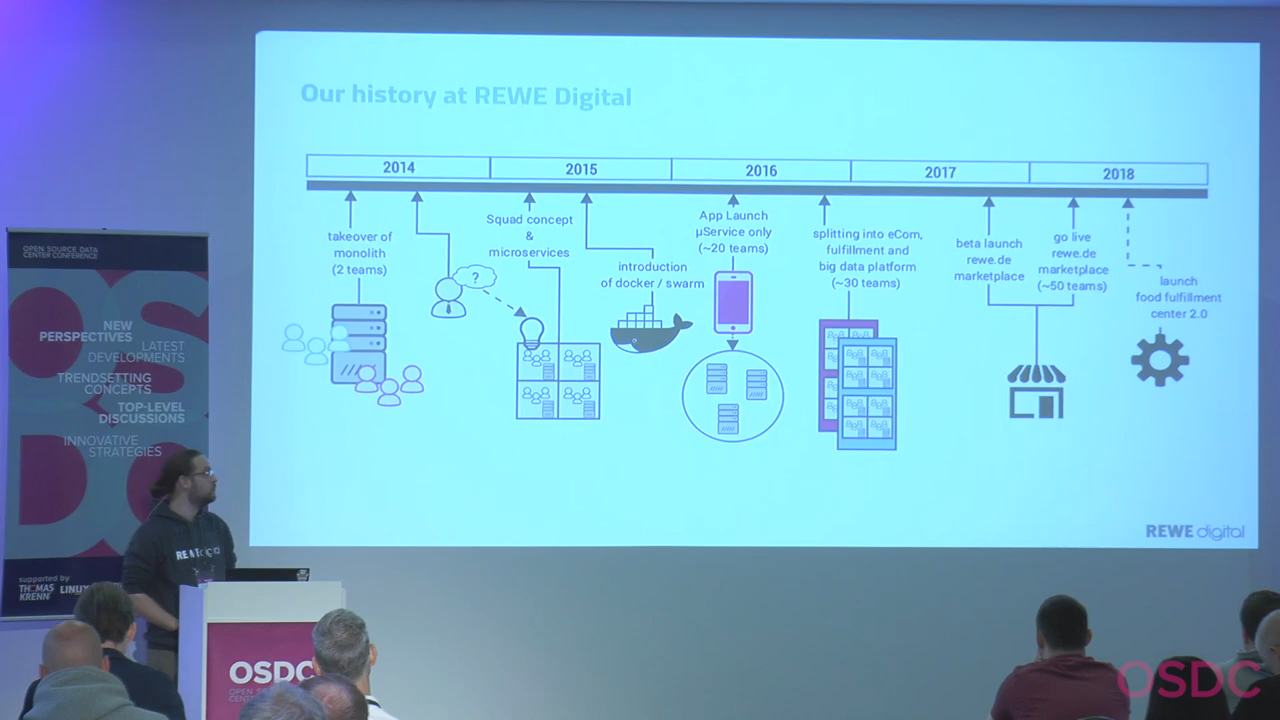 Our history at REWE Digital
2014
2015
2016
2017
2018
takeover of
monolith
(2 teams)
?
Squad concept
&
microservices
introduction
of docker / swarm
App Launch
µService only
(~20 teams)
splitting into eCom,
fulfillment and
big data platform
(~30 teams)
beta launch
rewe.de
marketplace
go live
rewe.de
marketplace
(~50 teams)
launch
food fulfillment
center 2.0
REWE digital
OPEN SOURCE DATA
CENTER CONFERENCE
NEW
PERSPECTIVES
LATEST
DEVELOPMENTS
TRENDSETTING
CONCEPTS
TOP-LEVEL
DISCUSSIONS
INNOVATIVE
STRATEGIES
supported by
THOMAS
KRENN
OSDC
OSDC